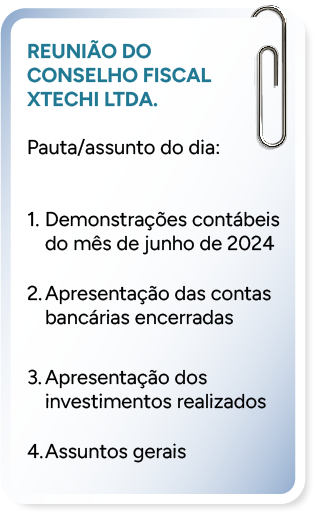 REUNIÃO DO
CONSELHO FISCAL
XTECHI LTDA.
Pauta/assunto do dia:
1. Demonstrações contábeis
do mês de junho de 2024
2. Apresentação das contas
bancárias encerradas
3. Apresentação dos
investimentos realizados
4. Assuntos gerais